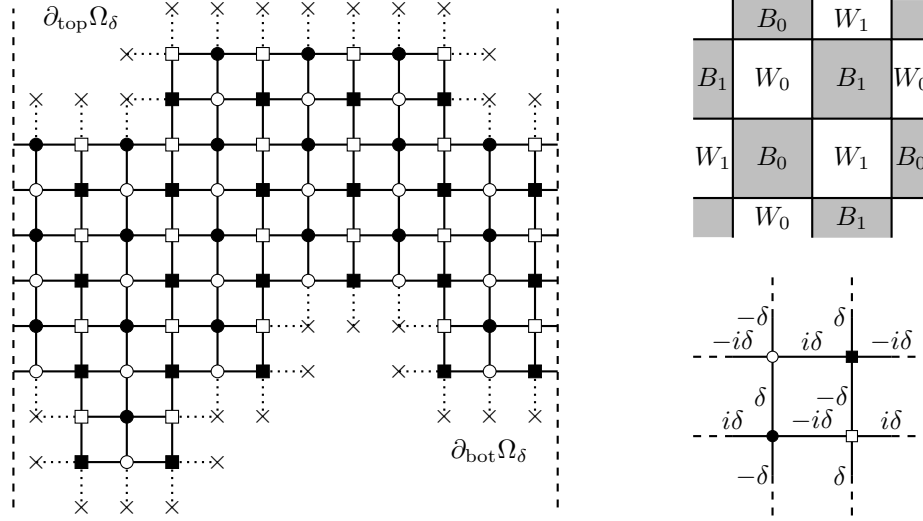 ∂topΩδ
∂botΩδ
B₀ W₁
B₁ W₀ B₁ W₀
W₁ B₀ W₁ B₀
W₀ B₁
−δ δ
−iδ iδ −iδ
δ −δ
iδ −iδ iδ
−δ δ